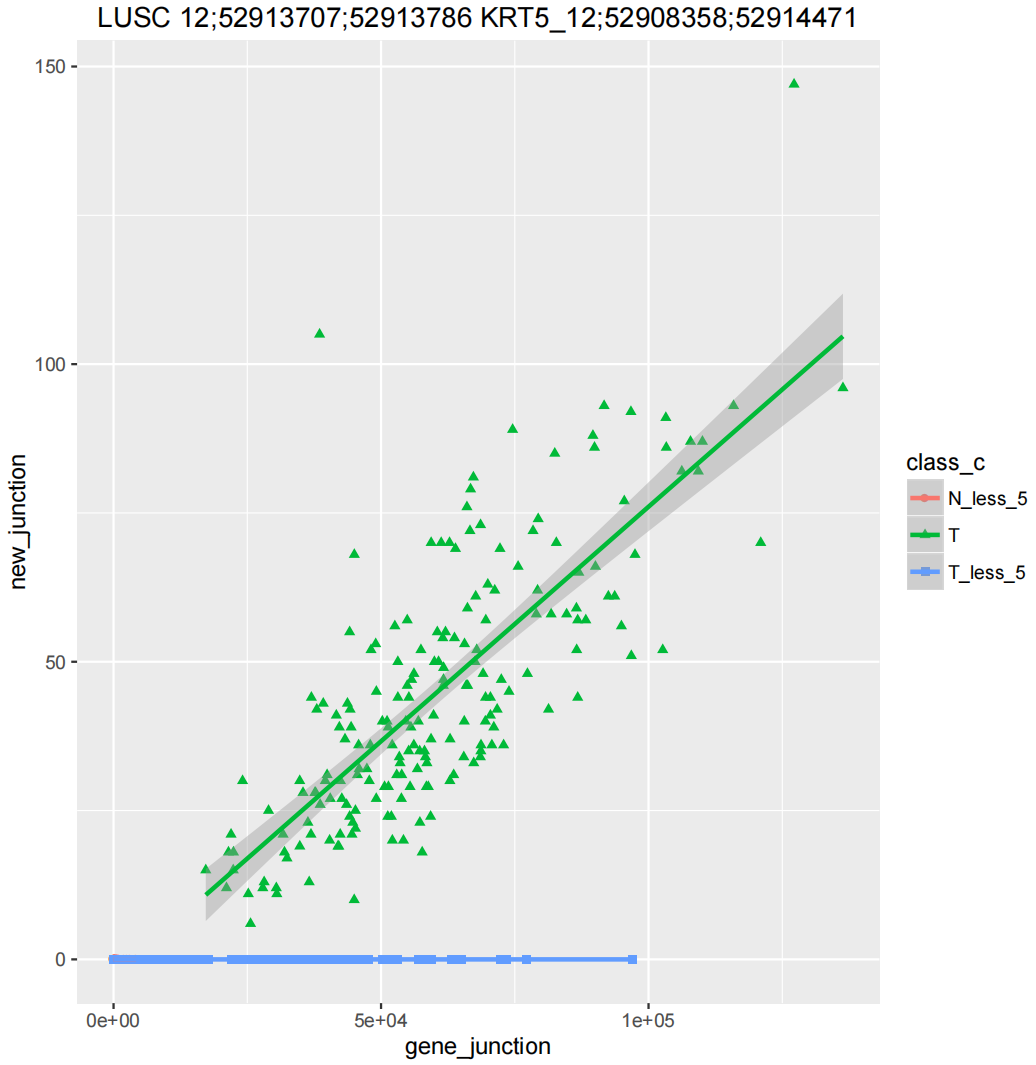 LUSC 12;52913707;52913786 KRT5_12;52908358;52914471
150
100
50
0
new_junction
0e+00 5e+04 1e+05
gene_junction
class_c
N_less_5
T
T_less_5